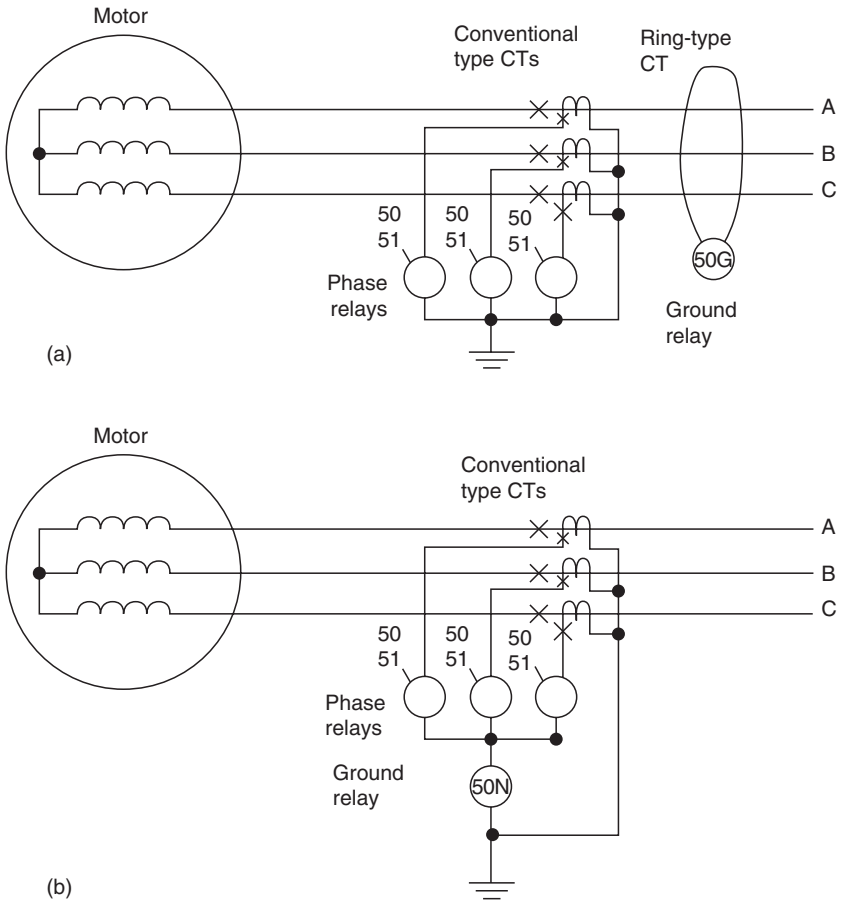 Motor
Conventional
type CTs
Ring-type
CT
A
B
C
50
51
50
51
50
51
50G
Phase
relays
Ground
relay
(a)
Motor
Conventional
type CTs
A
B
C
50
51
50
51
50
51
Phase
relays
Ground
relay
50N
(b)